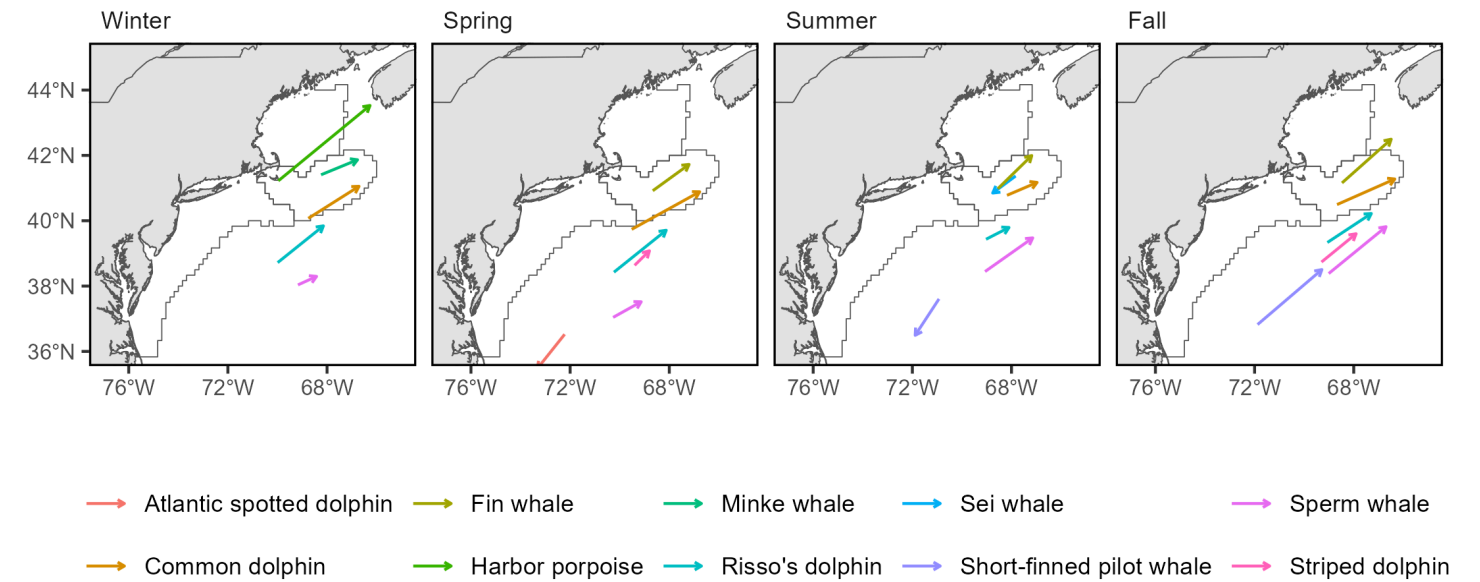 Winter Spring Summer Fall
44°N
42°N
40°N
38°N
36°N
76°W 72°W 68°W 76°W 72°W 68°W 76°W 72°W 68°W 76°W 72°W 68°W
Atlantic spotted dolphin Fin whale Minke whale Sei whale Sperm whale
Common dolphin Harbor porpoise Risso's dolphin Short-finned pilot whale Striped dolphin